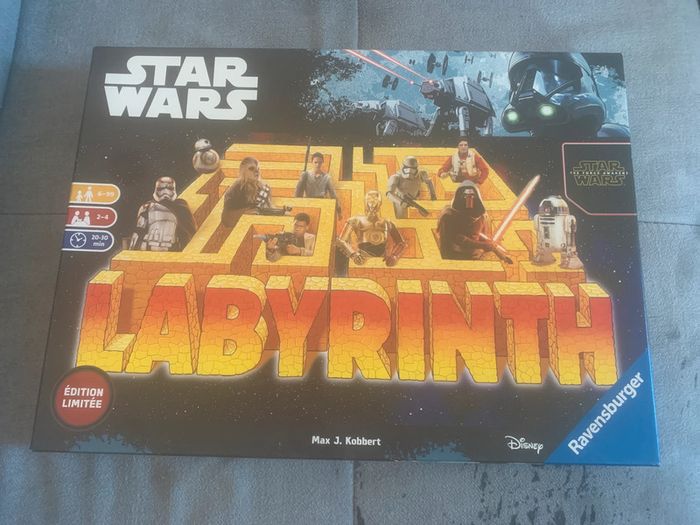 STAR
WARS
STAR
THE FORCE AWAKENS
WARS
6-99
2-4
20-30
min
LABYRINTH
ÉDITION
LIMITÉE
Max J. Kobbert
Disney
Ravensburger